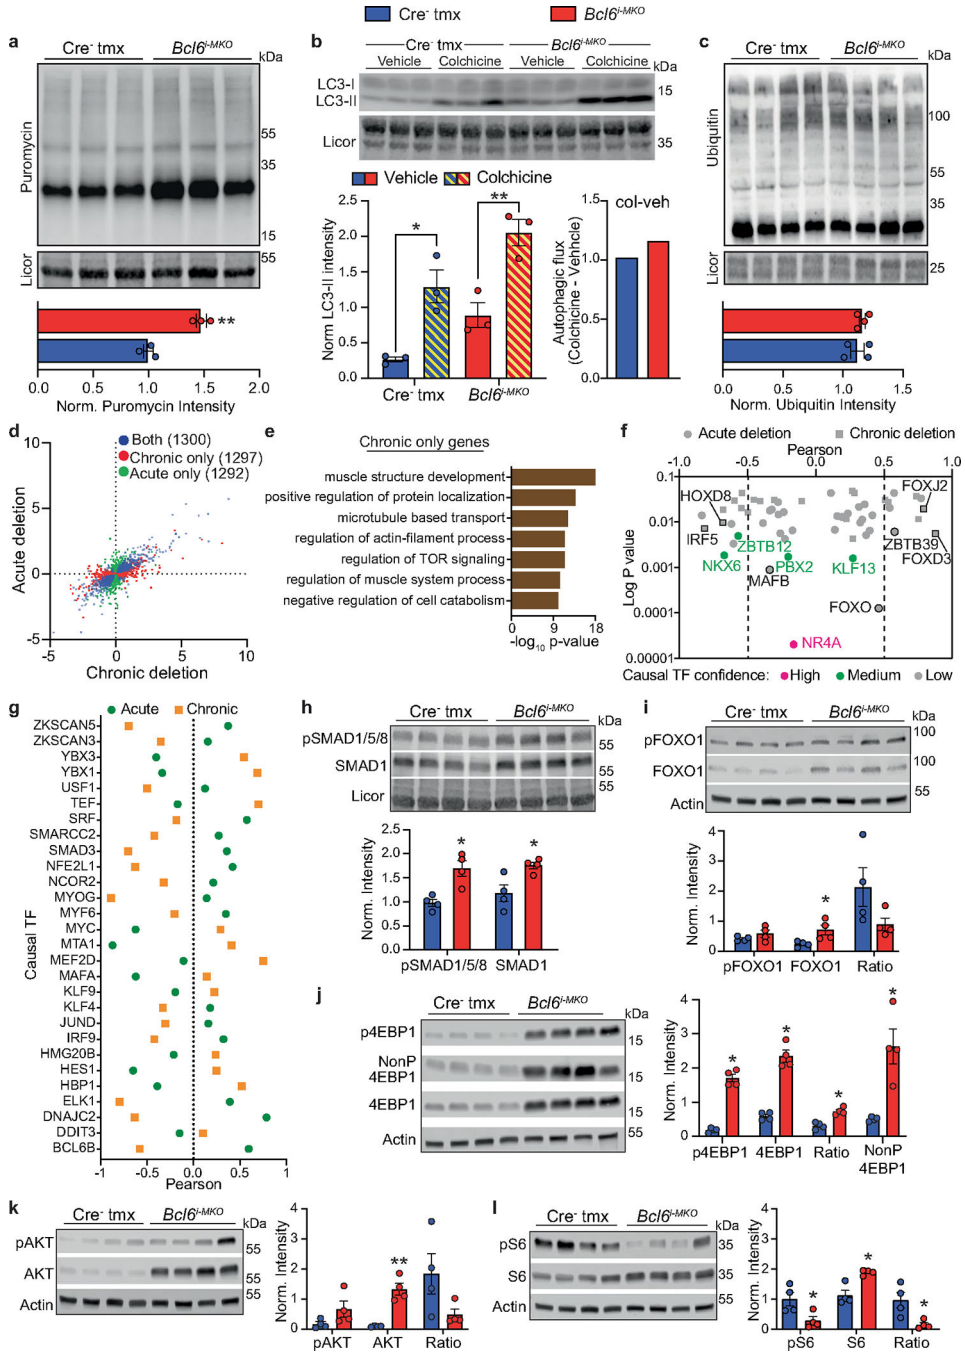 Cre⁻ tmx
Bcl6ⁱ⁻ᴹᴷᴼ
a
Cre⁻ tmx
Bcl6ⁱ⁻ᴹᴷᴼ
kDa
Puromycin
55
35
15
Licor
55
**
0.0 0.5 1.0 1.5 2.0
Norm. Puromycin Intensity
b
Cre⁻ tmx
Bcl6ⁱ⁻ᴹᴷᴼ
Vehicle Colchicine Vehicle Colchicine
kDa
LC3-I
LC3-II
15
Licor
35
Vehicle
Colchicine
Norm LC3-II intensity
2.5
2.0
1.5
1.0
0.5
0.0
*
**
Cre⁻ tmx
Bcl6ⁱ⁻ᴹᴷᴼ
col-veh
Autophagic flux
(Colchicine - Vehhcle)
1.5
1.0
0.5
0.0
c
Cre⁻ tmx
Bcl6ⁱ⁻ᴹᴷᴼ
kDa
Ubiquitin
100
55
35
Licor
25
0.0 0.5 1.0 1.5
Norm. Ubiquitin Intensity
d
Both (1300)
Chronic only (1297)
Acute only (1292)
Acute deletion
10
5
0
-5
-5 0 5 10
Chronic deletion
e
Chronic only genes
muscle structure development
positive regulation of protein localization
microtubule based transport
regulation of actin-filament process
regulation of TOR signaling
regulation of muscle system process
negative regulation of cell catabolism
0 9 18
-log₁₀ p-value
f
Acute deletion
Chronic deletion
Pearson
-1.0 -0.5 0.0 0.5 1.0
Log P value
0.1
0.01
0.001
0.0001
0.00001
HOXD8
IRF5
NKX6
ZBTB12
MAFB
PBX2
KLF13
FOXJ2
ZBTB39
FOXD3
FOXO
NR4A
Causal TF confidence: High Medium Low
g
Acute
Chronic
Causal TF
ZKSCAN5
ZKSCAN3
YBX3
YBX1
USF1
TEF
SRF
SMARCC2
SMAD3
NFE2L1
NCOR2
MYOG
MYF6
MYC
MTA1
MEF2D
MAFA
KLF9
KLF4
JUND
IRF9
HMG20B
HES1
HBP1
ELK1
DNAJC2
DDIT3
BCL6B
-1 -0.5 0.0 0.5 1
Pearson
h
Cre⁻ tmx
Bcl6ⁱ⁻ᴹᴷᴼ
kDa
pSMAD1/5/8
55
SMAD1
55
Licor
55
Norm. Intensity
2.5
2.0
1.5
1.0
0.5
0.0
*
*
pSMAD1/5/8
SMAD1
i
Cre⁻ tmx
Bcl6ⁱ⁻ᴹᴷᴼ
kDa
pFOXO1
100
FOXO1
100
Actin
55
Norm. Intensity
4
3
2
1
0
*
pFOXO1
FOXO1
Ratio
j
Cre⁻ tmx
Bcl6ⁱ⁻ᴹᴷᴼ
kDa
p4EBP1
15
NonP
4EBP1
15
4EBP1
15
Actin
55
Norm. Intensity
4
3
2
1
0
*
*
*
*
p4EBP1
4EBP1
Ratio
NonP
4EBP1
k
Cre⁻ tmx
Bcl6ⁱ⁻ᴹᴷᴼ
kDa
pAKT
55
AKT
55
Actin
55
Norm. Intensity
4
3
2
1
0
**
pAKT
AKT
Ratio
l
Cre⁻ tmx
Bcl6ⁱ⁻ᴹᴷᴼ
kDa
pS6
35
S6
35
Actin
55
Norm. Intensity
4
3
2
1
0
*
*
*
pS6
S6
Ratio